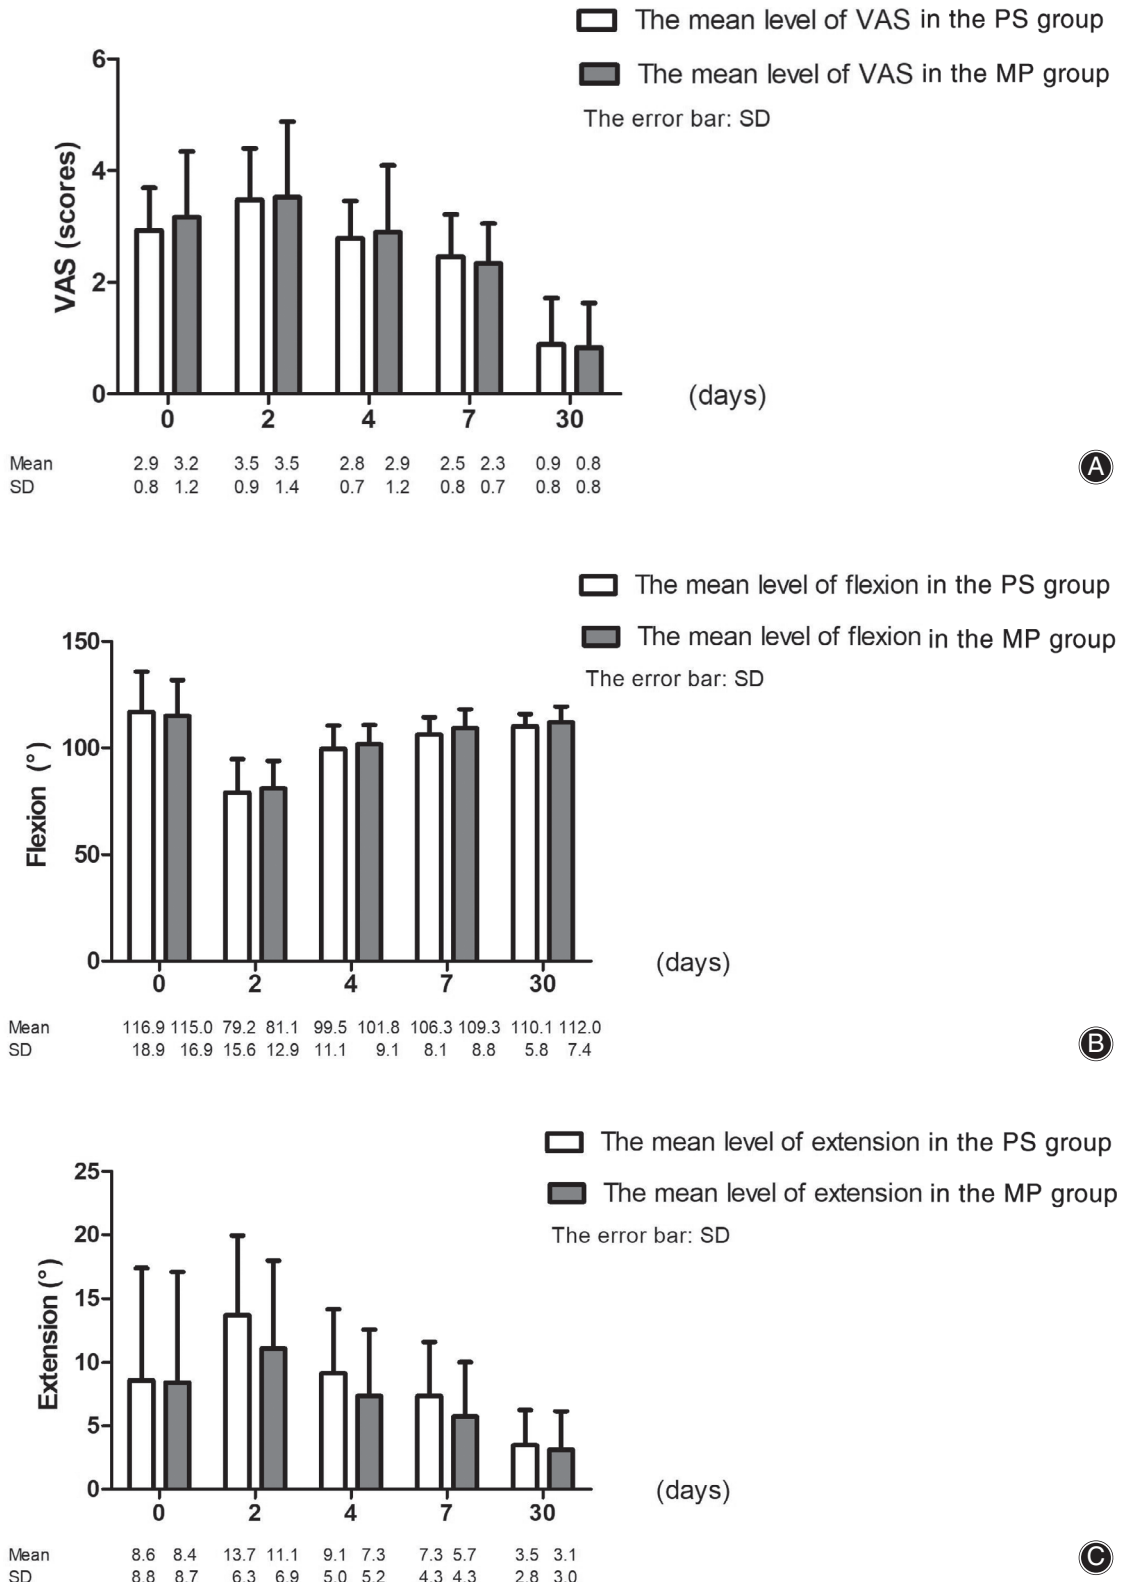 The mean level of VAS in the PS group
The mean level of VAS in the MP group
The error bar: SD
VAS (scores)
6
4
2
0
0 2 4 7 30
(days)
Mean 2.9 3.2 3.5 3.5 2.8 2.9 2.5 2.3 0.9 0.8
SD 0.8 1.2 0.9 1.4 0.7 1.2 0.8 0.7 0.8 0.8
A
The mean level of flexion in the PS group
The mean level of flexion in the MP group
The error bar: SD
Flexion (°)
150
100
50
0
0 2 4 7 30
(days)
Mean 116.9 115.0 79.2 81.1 99.5 101.8 106.3 109.3 110.1 112.0
SD 18.9 16.9 15.6 12.9 11.1 9.1 8.1 8.8 5.8 7.4
B
The mean level of extension in the PS group
The mean level of extension in the MP group
The error bar: SD
Extension (°)
25
20
15
10
5
0
0 2 4 7 30
(days)
Mean 8.6 8.4 13.7 11.1 9.1 7.3 7.3 5.7 3.5 3.1
SD 8.8 8.7 6.3 6.9 5.0 5.2 4.3 4.3 2.8 3.0
C